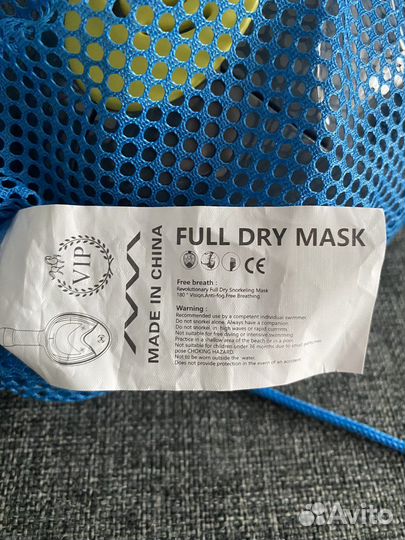 VIP
MADE IN CHINA
FULL DRY MASK
CE
Free breath :
Revolutionary Full Dry Snorkeling Mask
180 ° Vision,Anti-fog,Free Breathing
Warning :
Recommended use by a competent individual swimmer.
Do not snorkel alone. Always have a companion.
Do not snorkel, in high waves or rapid currents.
Not suitable for free diving or intensive swimming.
Practice in a shallow area of the beach or in a pool.
Not suitable for children under 36 months due to small parts may
pose CHOKING HAZARD.
Not to be worn outside the water.
Does not provide protection in the event of an accident.
Avito